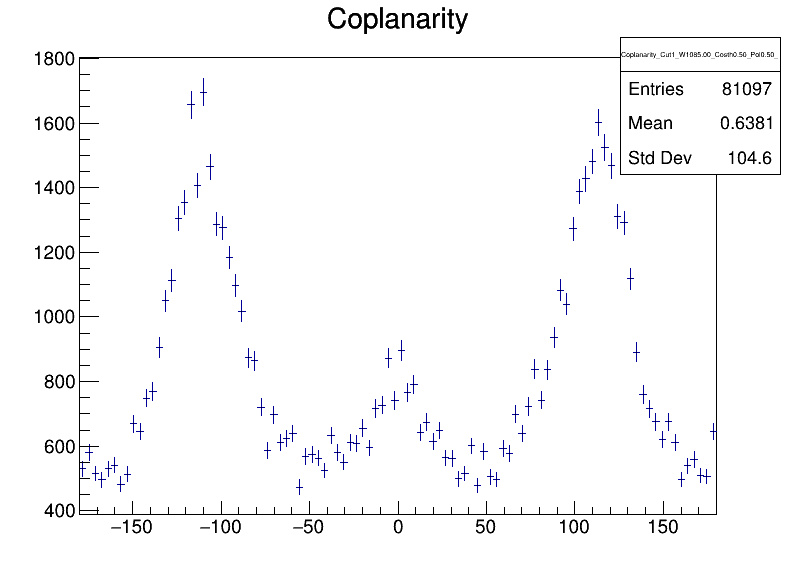 Coplanarity
Coplanarity_Cut1_W1085.00_Costh0.50_Pol0.50_
Entries 81097
Mean 0.6381
Std Dev 104.6
1800
1600
1400
1200
1000
800
600
400
−150 −100 −50 0 50 100 150